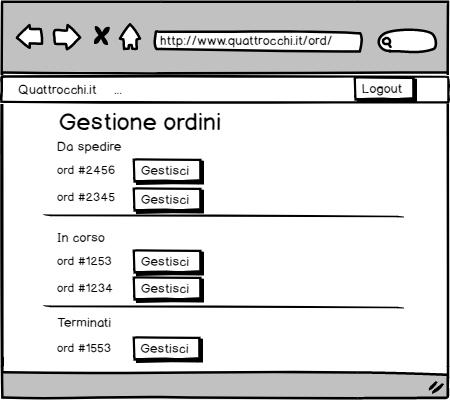 http://www.quattrocchi.it/ord/
Quattrocchi.it ... Logout
Gestione ordini
Da spedire
ord #2456 Gestisci
ord #2345 Gestisci
In corso
ord #1253 Gestisci
ord #1234 Gestisci
Terminati
ord #1553 Gestisci